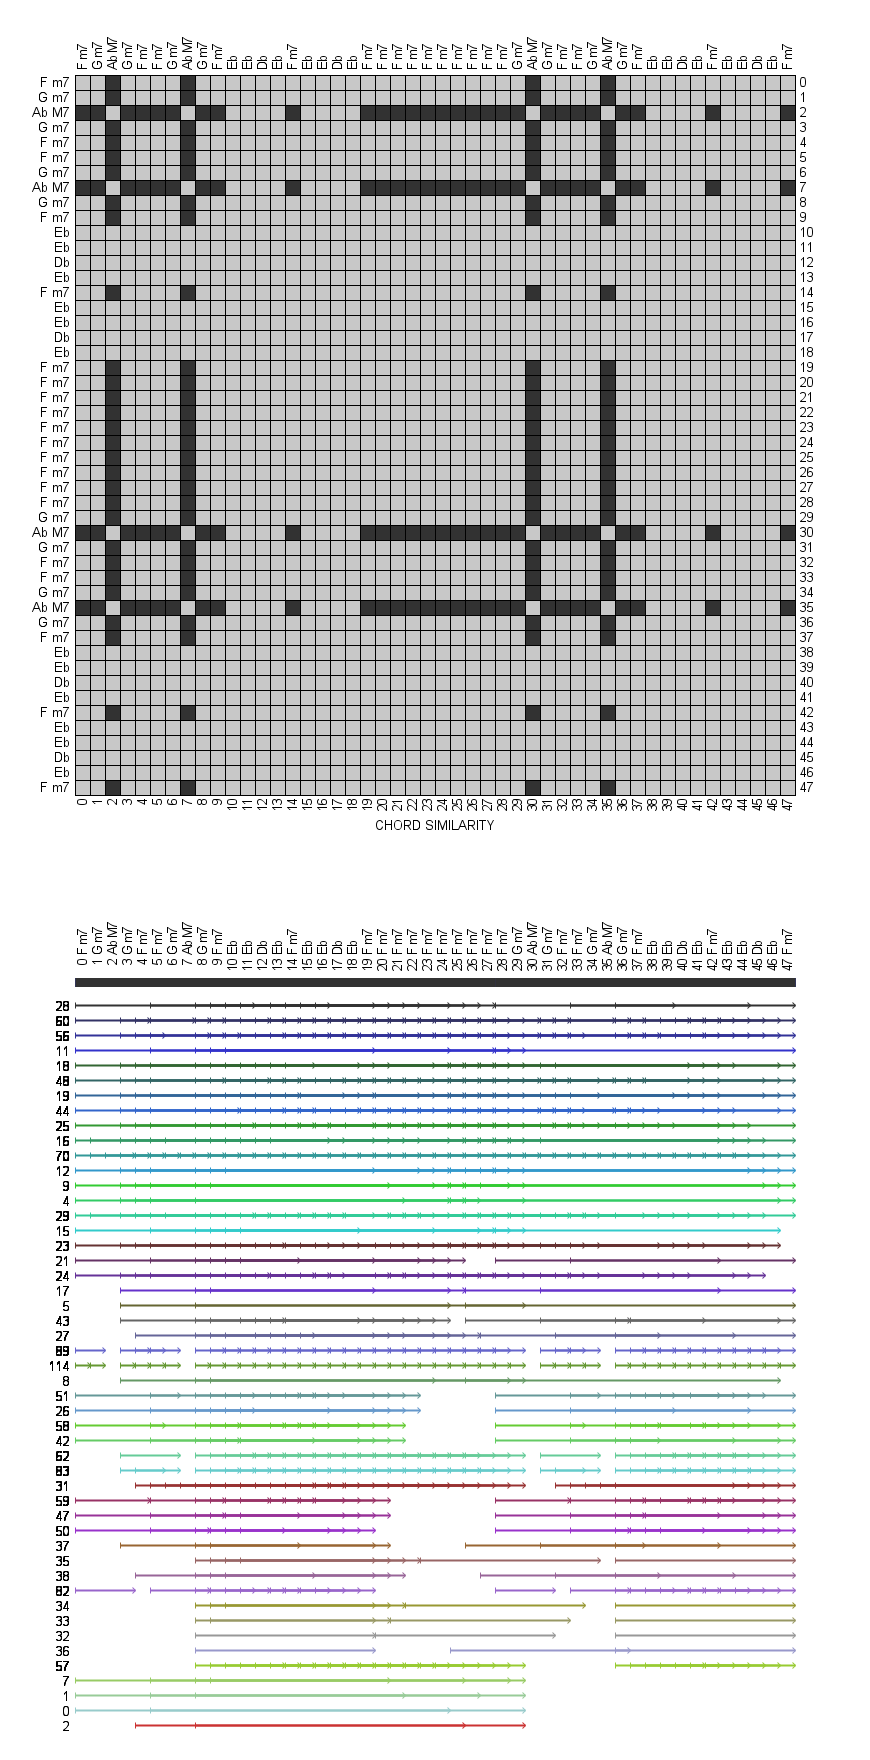 F m7 G m7 Ab M7 G m7 F m7 F m7 G m7 Ab M7 G m7 F m7 Eb Eb Db Eb F m7 Eb Eb Db Eb F m7 F m7 F m7 F m7 F m7 F m7 F m7 F m7 F m7 F m7 G m7 Ab M7 G m7 F m7 F m7 G m7 Ab M7 G m7 F m7 Eb Eb Db Eb F m7 Eb Eb Db Eb F m7
F m7 0
G m7 1
Ab M7 2
G m7 3
F m7 4
F m7 5
G m7 6
Ab M7 7
G m7 8
F m7 9
Eb 10
Eb 11
Db 12
Eb 13
F m7 14
Eb 15
Eb 16
Db 17
Eb 18
F m7 19
F m7 20
F m7 21
F m7 22
F m7 23
F m7 24
F m7 25
F m7 26
F m7 27
F m7 28
G m7 29
Ab M7 30
G m7 31
F m7 32
F m7 33
G m7 34
Ab M7 35
G m7 36
F m7 37
Eb 38
Eb 39
Db 40
Eb 41
F m7 42
Eb 43
Eb 44
Db 45
Eb 46
F m7 47
0 1 2 3 4 5 6 7 8 9 10 11 12 13 14 15 16 17 18 19 20 21 22 23 24 25 26 27 28 29 30 31 32 33 34 35 36 37 38 39 40 41 42 43 44 45 46 47
CHORD SIMILARITY
0 F m7 1 G m7 2 Ab M7 3 G m7 4 F m7 5 F m7 6 G m7 7 Ab M7 8 G m7 9 F m7 10 Eb 11 Eb 12 Db 13 Eb 14 F m7 15 Eb 16 Eb 17 Db 18 Eb 19 F m7 20 F m7 21 F m7 22 F m7 23 F m7 24 F m7 25 F m7 26 F m7 27 F m7 28 F m7 29 G m7 30 Ab M7 31 G m7 32 F m7 33 F m7 34 G m7 35 Ab M7 36 G m7 37 F m7 38 Eb 39 Eb 40 Db 41 Eb 42 F m7 43 Eb 44 Eb 45 Db 46 Eb 47 F m7
28
60
56
11
18
48
19
44
25
16
70
12
9
4
29
15
23
21
24
17
5
43
27
114
8
51
26
58
42
62
31
59
47
50
37
35
38
34
33
32
36
57
7
1
0
2